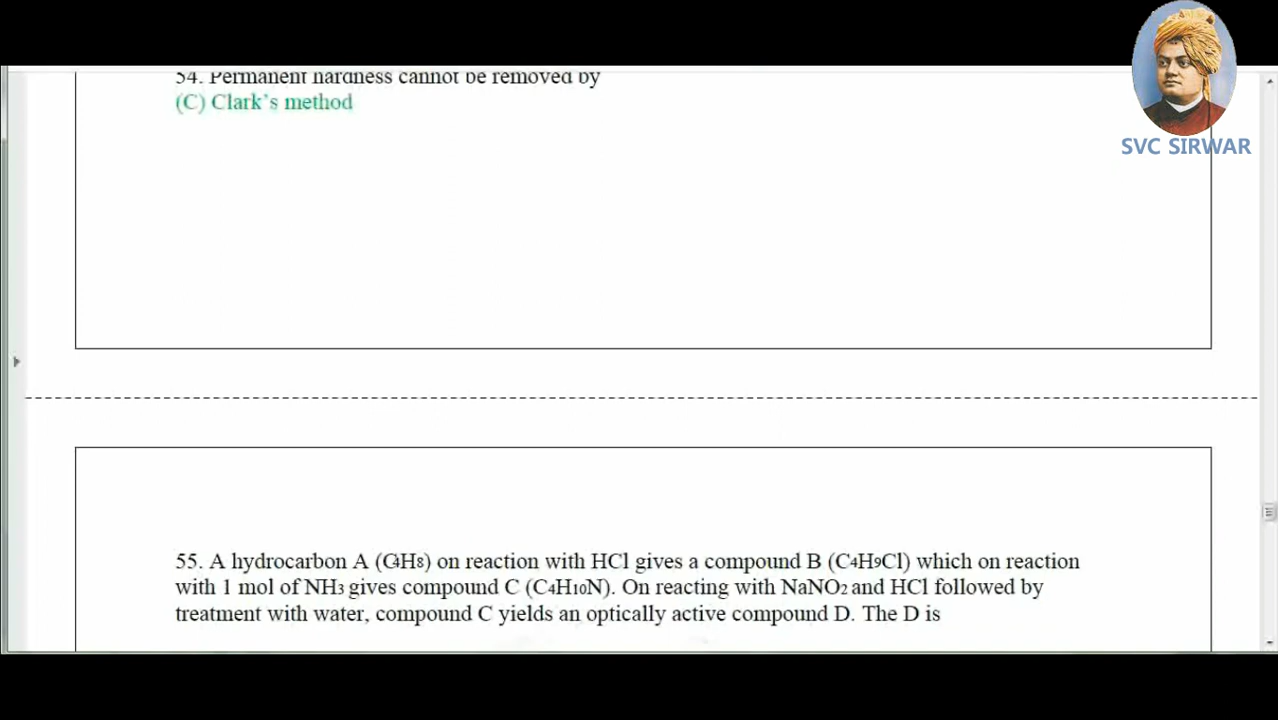 SVC SIRWAR
54. Permanent hardness cannot be removed by
(C) Clark's method
55. A hydrocarbon A (C4H8) on reaction with HCl gives a compound B (C4H9Cl) which on reaction
with 1 mol of NH3 gives compound C (C4H10N). On reacting with NaNO2 and HCl followed by
treatment with water, compound C yields an optically active compound D. The D is